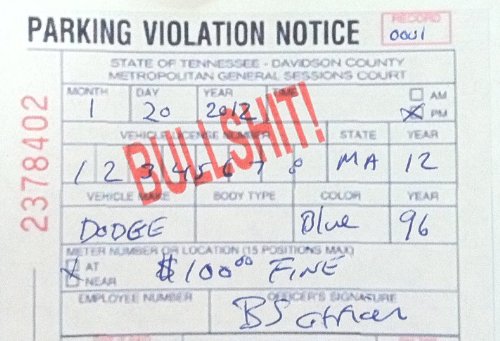 PARKING VIOLATION NOTICE
RECORD
0001
STATE OF TENNESSEE - DAVIDSON COUNTY
METROPOLITAN GENERAL SESSIONS COURT
MONTH DAY YEAR TIME AM
1 20 2012 PM
2378402
BULLSHIT!
VEHICLE LICENSE NUMBER STATE YEAR
12345678 MA 12
VEHICLE MAKE BODY TYPE COLOR YEAR
DODGE Blue 96
METER NUMBER OR LOCATION (15 POSITIONS MAX)
AT $100.00 FINE
NEAR
EMPLOYEE NUMBER OFFICER'S SIGNATURE
BS officer